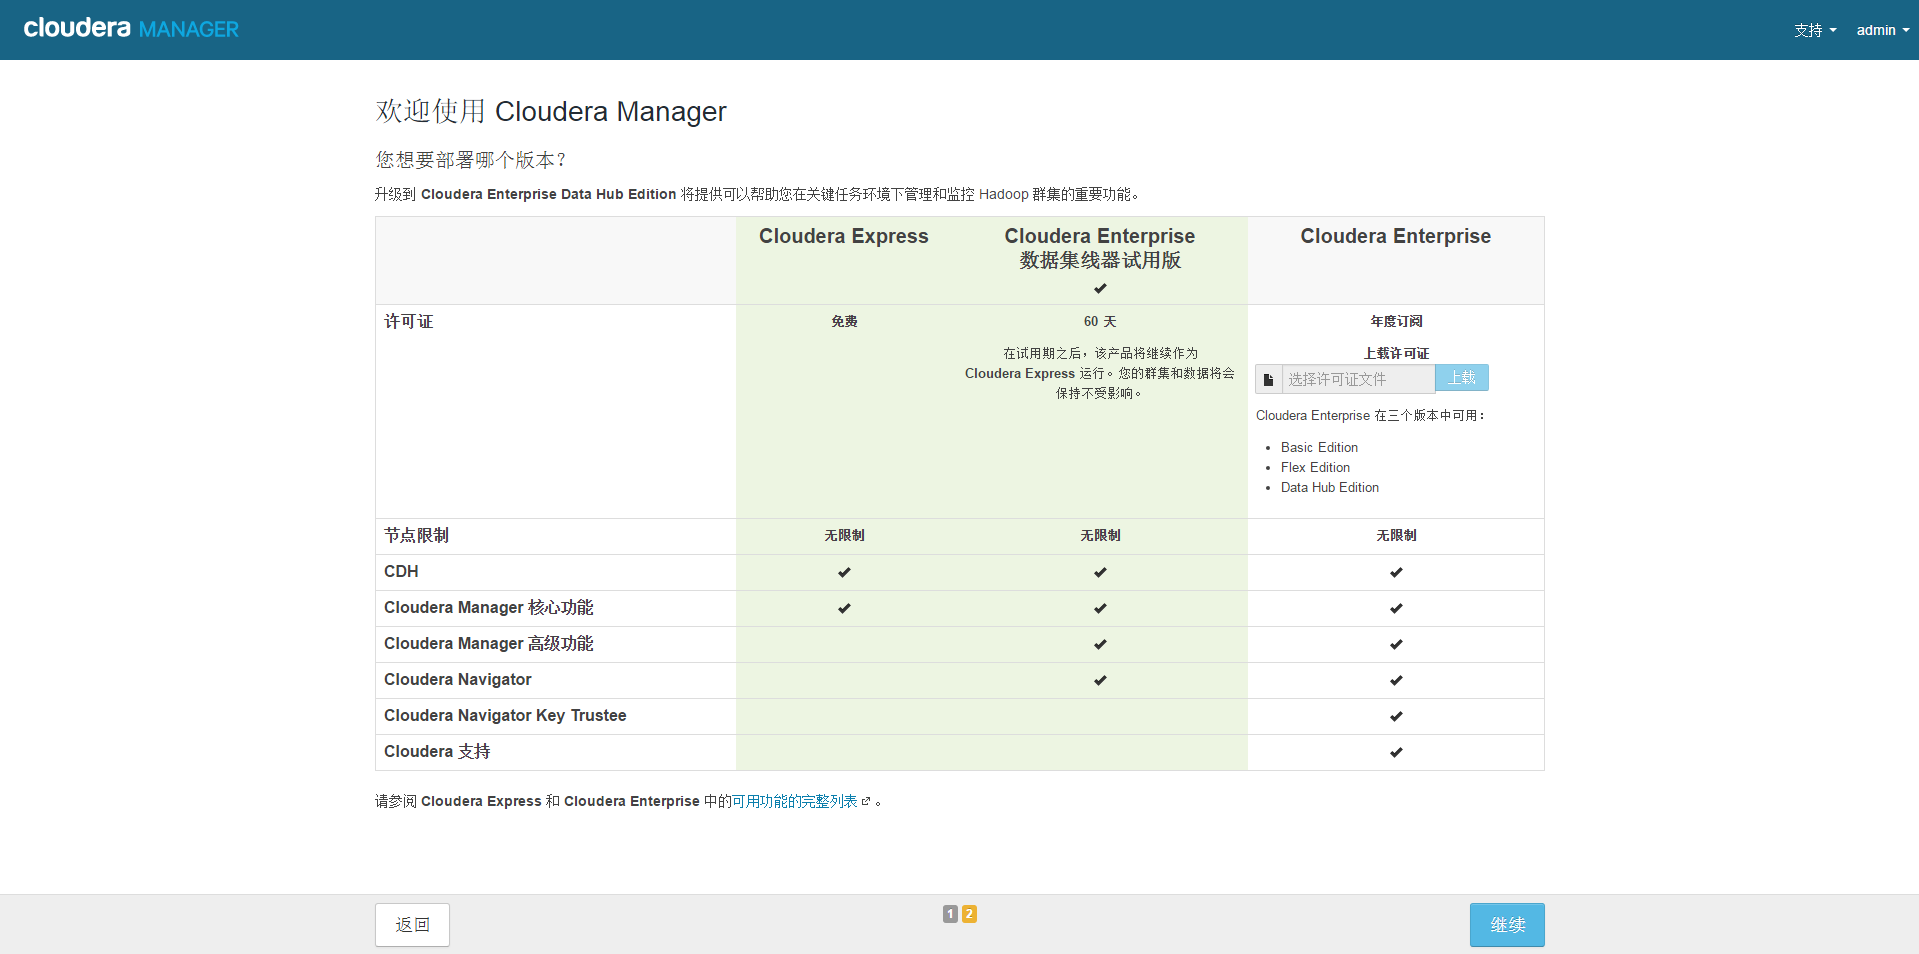 cloudera MANAGER
支持
admin
欢迎使用 Cloudera Manager
您想要部署哪个版本？
升级到 Cloudera Enterprise Data Hub Edition 将提供可以帮助您在关键任务环境下管理和监控 Hadoop 群集的重要功能。
Cloudera Express
Cloudera Enterprise
数据集线器试用版
Cloudera Enterprise
许可证
免费
60 天
在试用期之后，该产品将继续作为
Cloudera Express 运行。您的群集和数据将会
保持不受影响。
年度订阅
上载许可证
选择许可证文件
上载
Cloudera Enterprise 在三个版本中可用：
Basic Edition
Flex Edition
Data Hub Edition
节点限制
无限制
无限制
无限制
CDH
Cloudera Manager 核心功能
Cloudera Manager 高级功能
Cloudera Navigator
Cloudera Navigator Key Trustee
Cloudera 支持
请参阅 Cloudera Express 和 Cloudera Enterprise 中的可用功能的完整列表 。
返回
1 2
继续